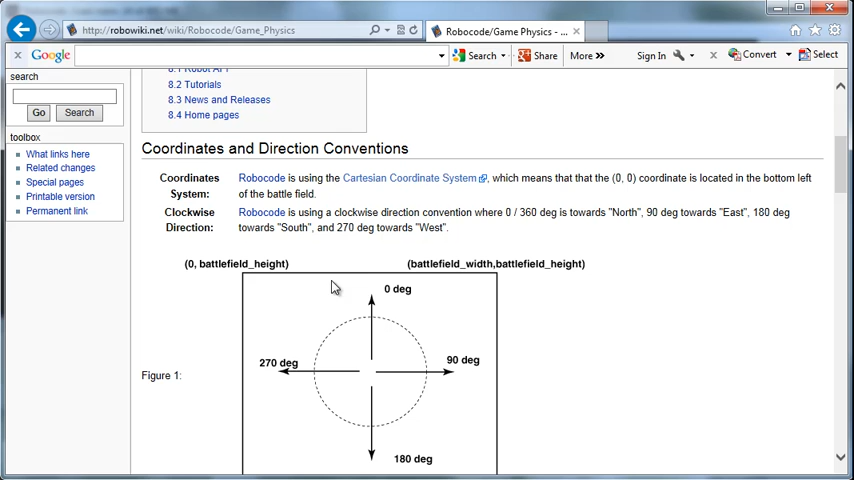 http://robowiki.net/wiki/Robocode/Game_Physics
Robocode/Game Physics - ...
x Google
Search
Share
More »
Sign In
Convert
Select
search
Go Search
toolbox
What links here
Related changes
Special pages
Printable version
Permanent link
8.1 Robot API
8.2 Tutorials
8.3 News and Releases
8.4 Home pages
Coordinates and Direction Conventions
Coordinates System:
Robocode is using the Cartesian Coordinate System, which means that that the (0, 0) coordinate is located in the bottom left
of the battle field.
Clockwise Direction:
Robocode is using a clockwise direction convention where 0 / 360 deg is towards "North", 90 deg towards "East", 180 deg
towards "South", and 270 deg towards "West".
(0, battlefield_height)
(battlefield_width,battlefield_height)
0 deg
270 deg
90 deg
Figure 1:
180 deg